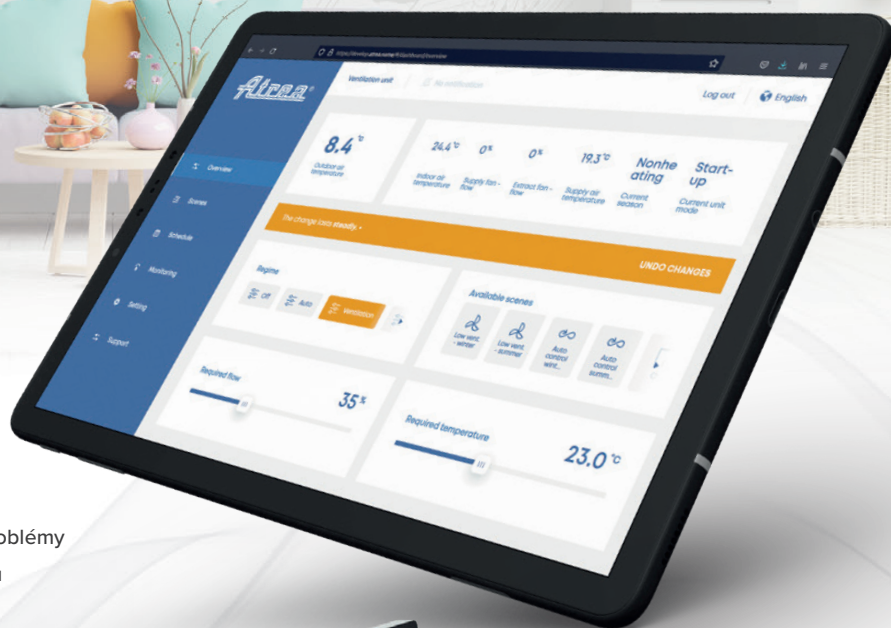 Ventilation unit
No notification
Log out
English
Atrea®
Overview
Scenes
Schedule
Monitoring
Setting
Support
8.4 °C
Outdoor air
temperature
24.4 °C
Indoor air
temperature
0%
Supply fan -
flow
0%
Extract fan -
flow
19.3 °C
Supply air
temperature
Nonhe
ating
Current
season
Start-
up
Current unit
mode
The change lasts steadily. •
UNDO CHANGES
Regime
Off
Auto
Ventilation
Available scenes
Low vent.
- winter
Low vent.
- summer
Auto
control
wint...
Auto
control
summ...
Required flow
35 %
Required temperature
23.0 °C
oblémy